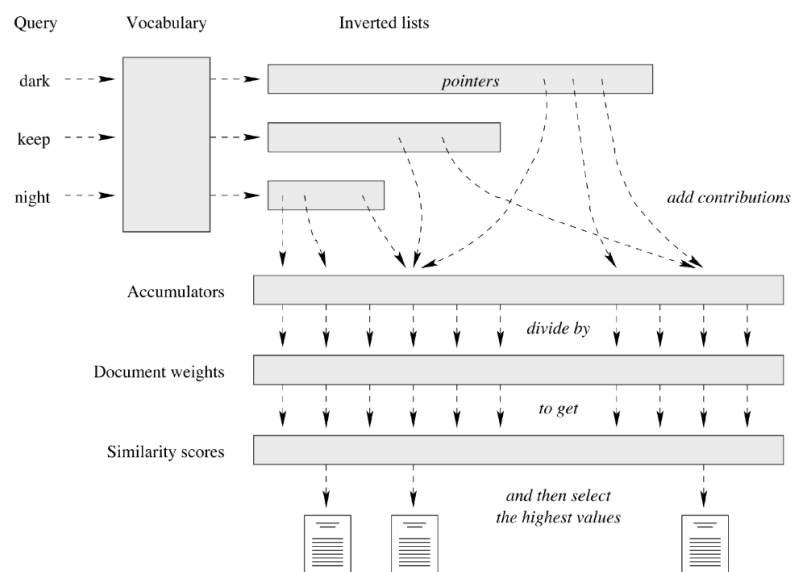 Query Vocabulary Inverted lists
dark
pointers
keep
night
add contributions
Accumulators
divide by
Document weights
to get
Similarity scores
and then select
the highest values